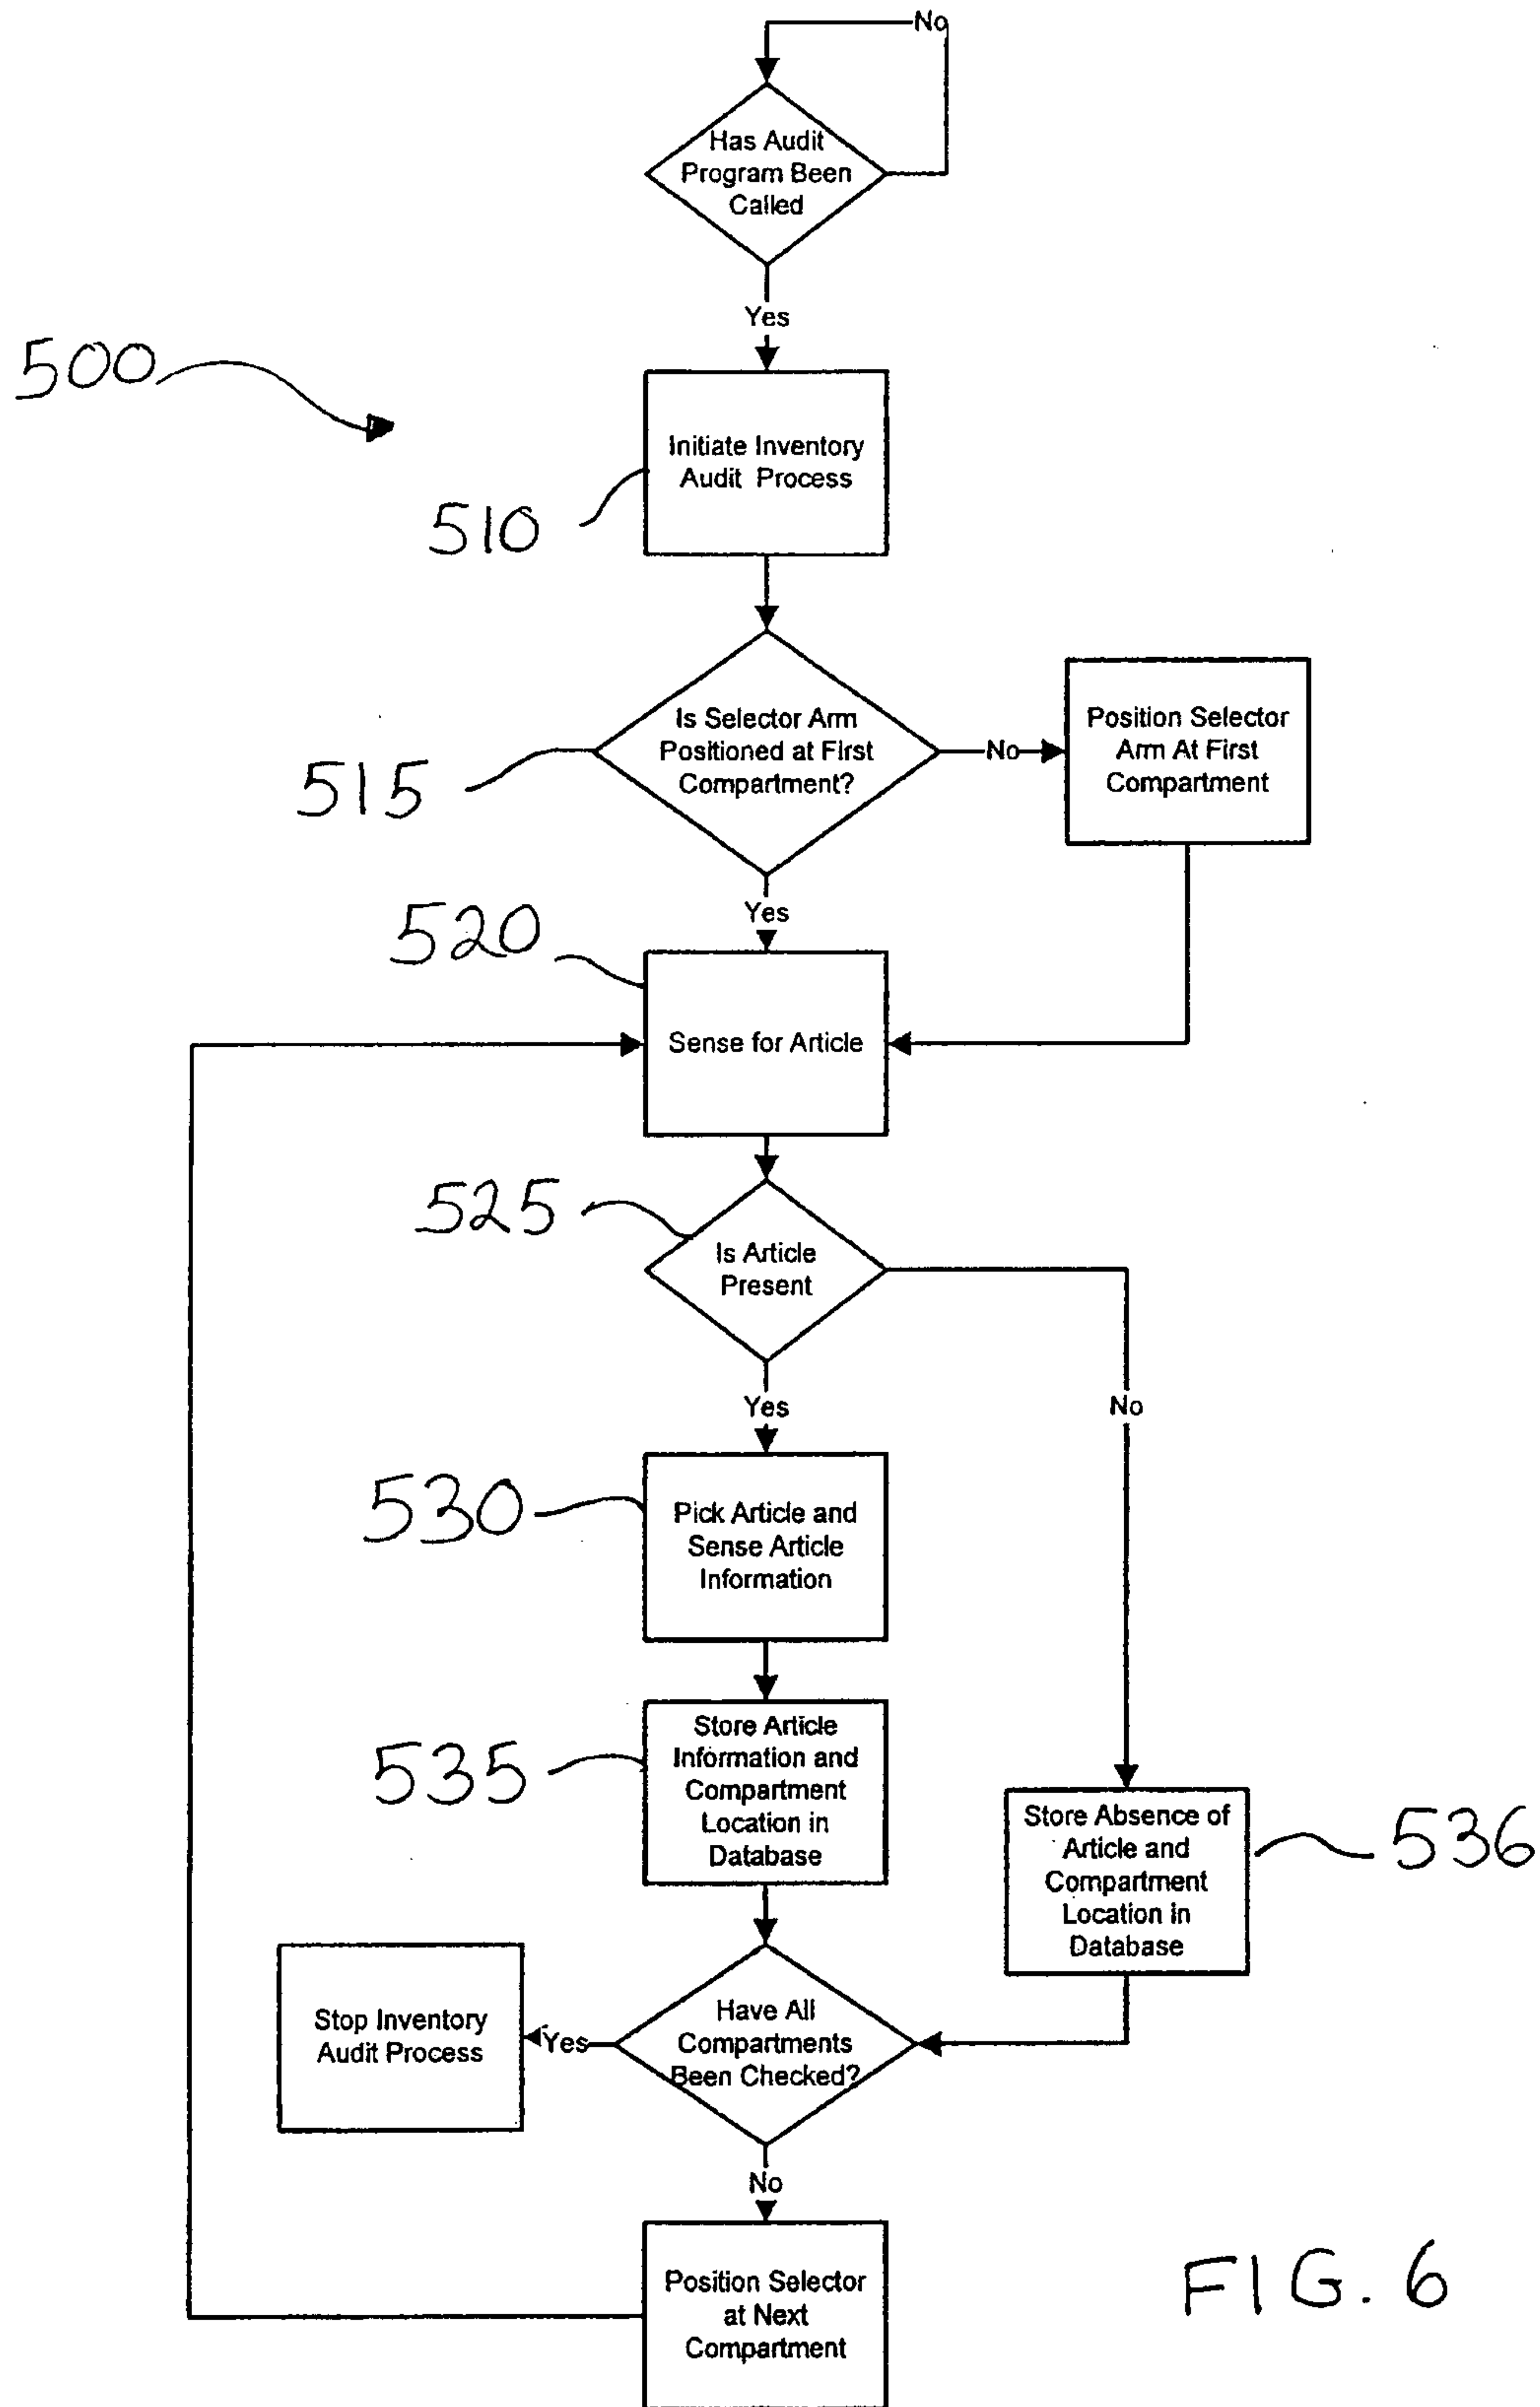 No
Has Audit
Program Been
Called
Yes
500
Initiate Inventory
Audit Process
510
Is Selector Arm
Positioned at First
Compartment?
No
Position Selector
Arm At First
Compartment
515
Yes
520
Sense for Article
525
Is Article
Present
Yes
No
530
Pick Article and
Sense Article
Information
535
Store Article
Information and
Compartment
Location in
Database
Store Absence of
Article and
Compartment
Location in
Database
536
Stop Inventory
Audit Process
Yes
Have All
Compartments
Been Checked?
No
Position Selector
at Next
Compartment
FIG. 6